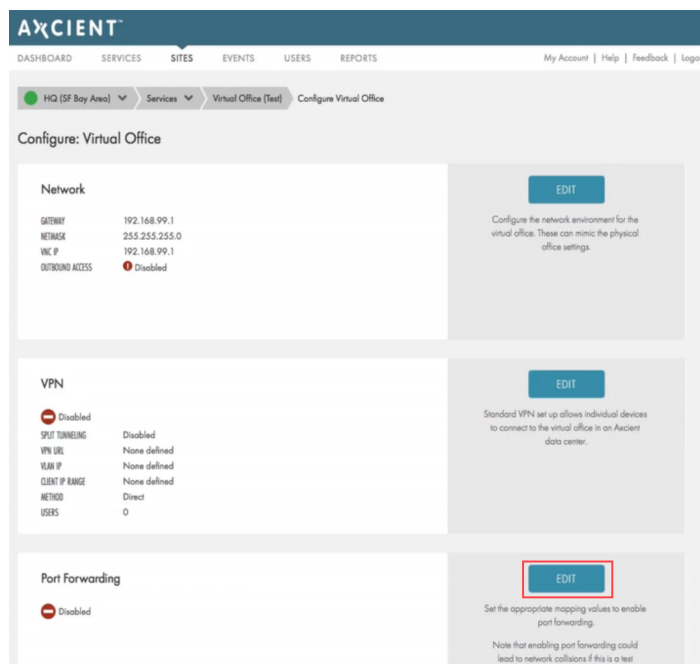 AXCIENT™
DASHBOARD SERVICES SITES EVENTS USERS REPORTS My Account | Help | Feedback | Logo
HQ (SF Bay Area) Services Virtual Office (Test) Configure Virtual Office
Configure: Virtual Office
Network
GATEWAY 192.168.99.1
NETMASK 255.255.255.0
VNC IP 192.168.99.1
OUTBOUND ACCESS Disabled
EDIT
Configure the network environment for the
virtual office. These can mimic the physical
office settings.
VPN
Disabled
SPLIT TUNNELING Disabled
VPN URL None defined
VLAN IP None defined
CLIENT IP RANGE None defined
METHOD Direct
USERS 0
EDIT
Standard VPN set up allows individual devices
to connect to the virtual office in an Axcient
data center.
Port Forwarding
Disabled
EDIT
Set the appropriate mapping values to enable
port forwarding.
Note that enabling port forwarding could
lead to network collisions if this is a test